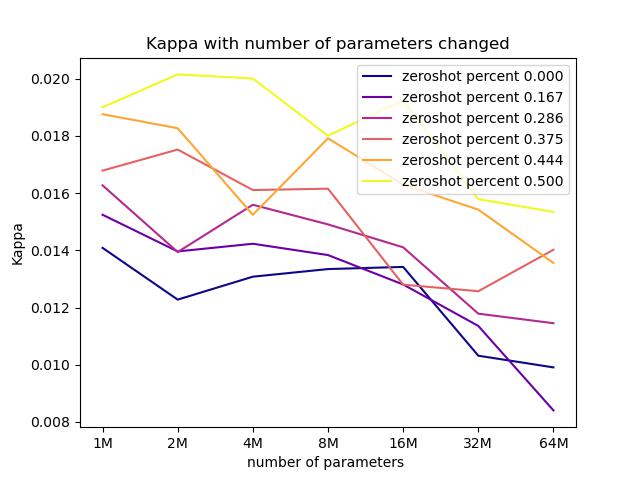 Kappa with number of parameters changed
zeroshot percent 0.000
zeroshot percent 0.167
zeroshot percent 0.286
zeroshot percent 0.375
zeroshot percent 0.444
zeroshot percent 0.500
0.020
0.018
0.016
0.014
0.012
0.010
0.008
Kappa
1M 2M 4M 8M 16M 32M 64M
number of parameters